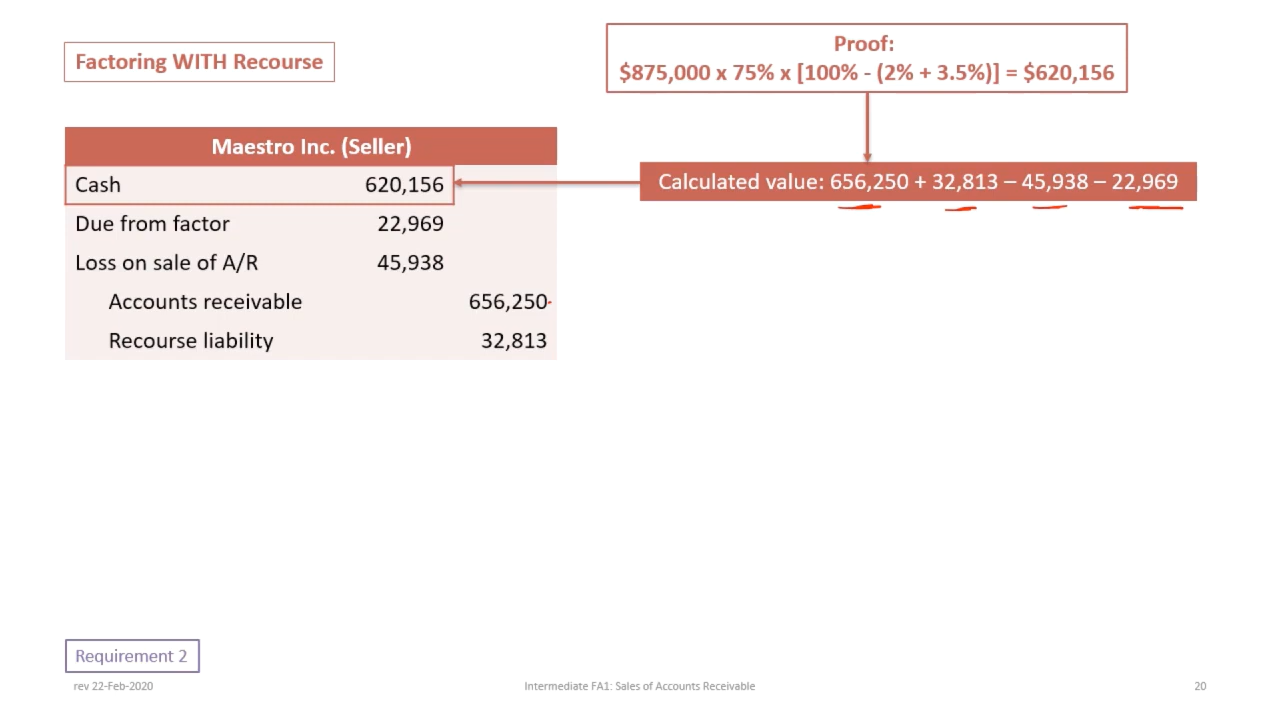 Factoring WITH Recourse
Proof:
$875,000 x 75% x [100% - (2% + 3.5%)] = $620,156
Maestro Inc. (Seller)
Cash 620,156
Calculated value: 656,250 + 32,813 – 45,938 – 22,969
Due from factor 22,969
Loss on sale of A/R 45,938
Accounts receivable 656,250
Recourse liability 32,813
Requirement 2
rev 22-Feb-2020
Intermediate FA1: Sales of Accounts Receivable
20